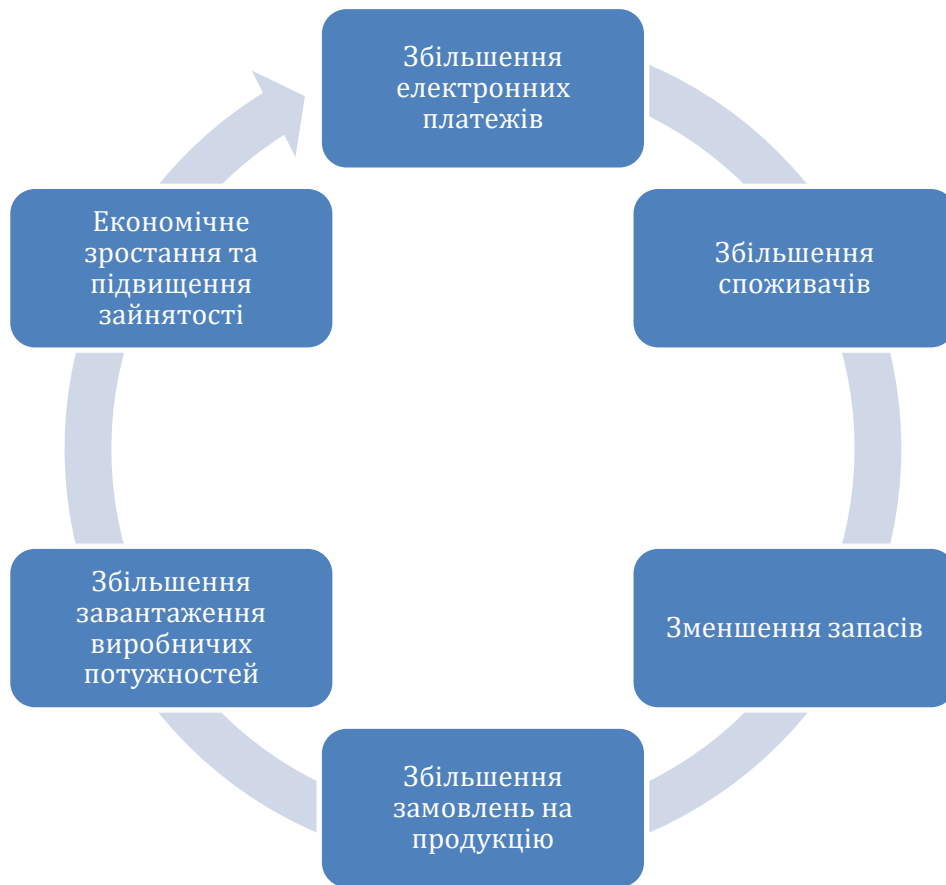 Збільшення
електронних
платежів
Збільшення
споживачів
Зменшення запасів
Збільшення
замовлень на
продукцію
Збільшення
завантаження
виробничих
потужностей
Економічне
зростання та
підвищення
зайнятості